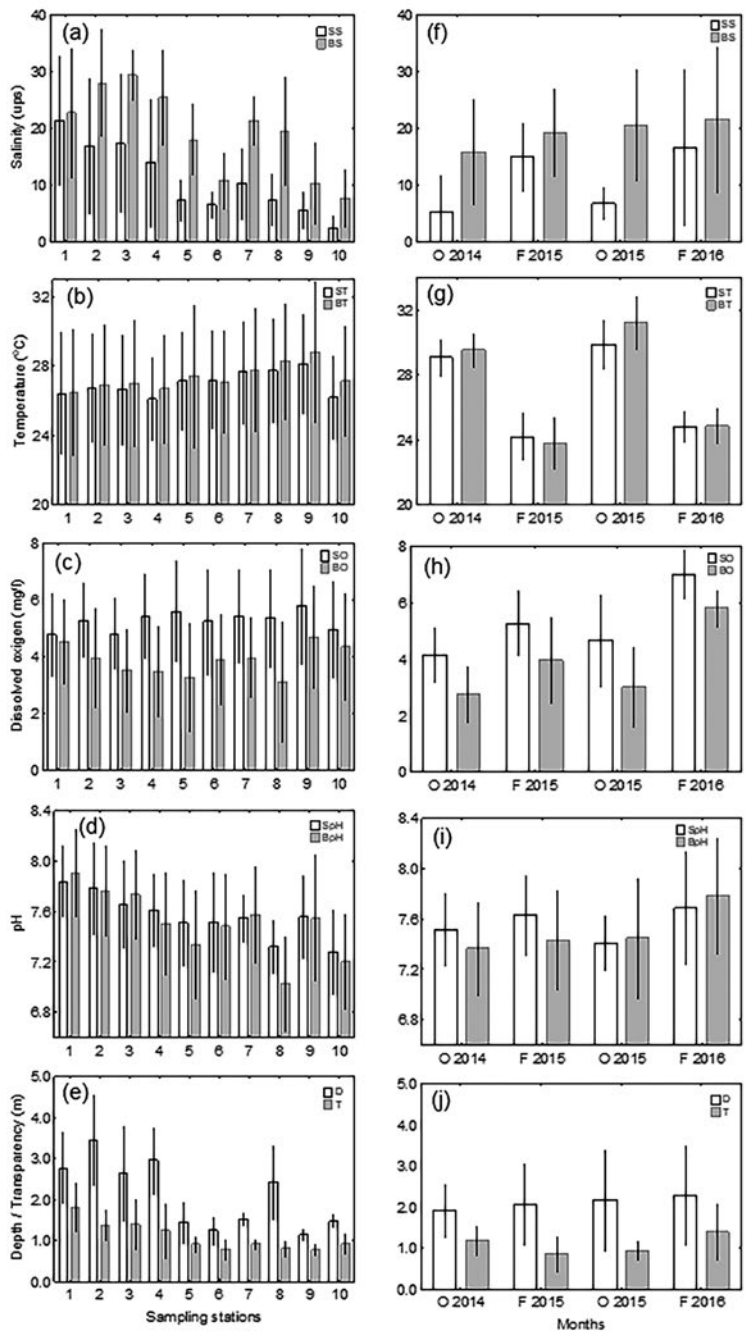 (a)
SS
BS
Salinity (ups)
40
30
20
10
0
1 2 3 4 5 6 7 8 9 10
(b)
ST
BT
Temperature (°C)
32
28
26
24
20
1 2 3 4 5 6 7 8 9 10
(c)
SO
BO
Dissolved oxigen (mg/l)
8
6
4
2
0
1 2 3 4 5 6 7 8 9 10
(d)
SpH
BpH
pH
8.4
8.0
7.6
7.2
6.8
1 2 3 4 5 6 7 8 9 10
(e)
D
T
Depth / Transparency (m)
5.0
4.0
3.0
2.0
1.0
0.0
1 2 3 4 5 6 7 8 9 10
Sampling stations
(f)
SS
BS
40
30
20
10
0
O 2014 F 2015 O 2015 F 2016
(g)
ST
BT
32
28
24
20
O 2014 F 2015 O 2015 F 2016
(h)
SO
BO
8
6
4
2
0
O 2014 F 2015 O 2015 F 2016
(i)
SpH
BpH
8.4
8.0
7.6
7.2
6.8
O 2014 F 2015 O 2015 F 2016
(j)
D
T
5.0
4.0
3.0
2.0
1.0
0.0
O 2014 F 2015 O 2015 F 2016
Months